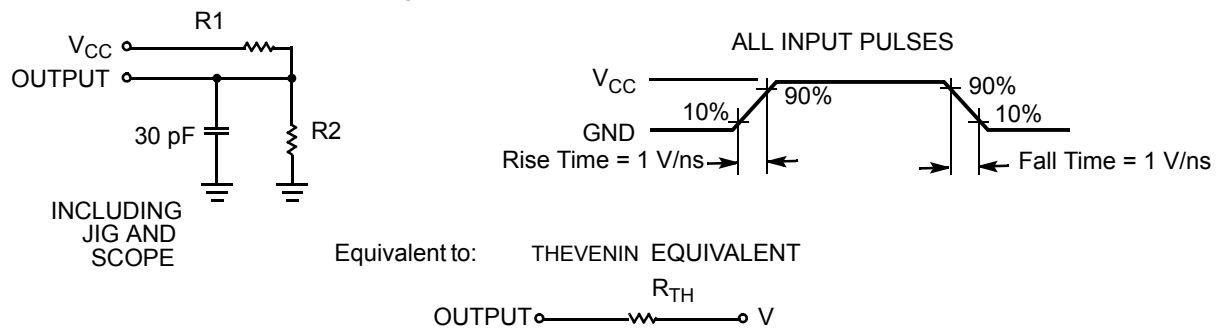 R1
V_CC
OUTPUT
30 pF
R2
INCLUDING
JIG AND
SCOPE
ALL INPUT PULSES
V_CC
GND
10%
90%
90%
10%
Rise Time = 1 V/ns
Fall Time = 1 V/ns
Equivalent to: THEVENIN EQUIVALENT
R_TH
OUTPUT V